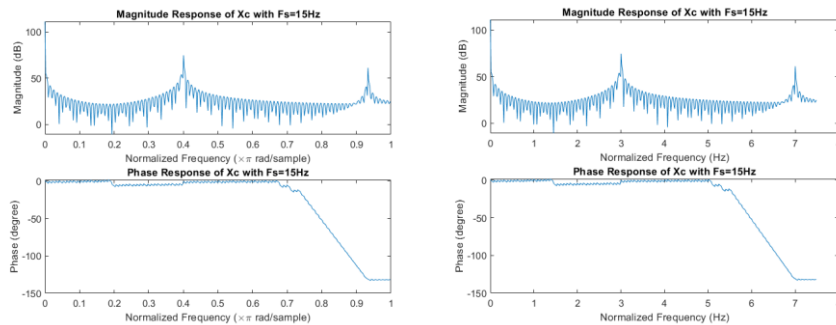 Magnitude Response of Xc with Fs=15Hz
Magnitude (dB)
100
50
0
0 0.1 0.2 0.3 0.4 0.5 0.6 0.7 0.8 0.9 1
Normalized Frequency (×π rad/sample)
Phase Response of Xc with Fs=15Hz
Phase (degree)
0
-50
-100
-150
0 0.1 0.2 0.3 0.4 0.5 0.6 0.7 0.8 0.9 1
Normalized Frequency (×π rad/sample)
Magnitude Response of Xc with Fs=15Hz
Magnitude (dB)
100
50
0
0 1 2 3 4 5 6 7
Normalized Frequency (Hz)
Phase Response of Xc with Fs=15Hz
Phase (degree)
0
-50
-100
-150
0 1 2 3 4 5 6 7
Normalized Frequency (Hz)